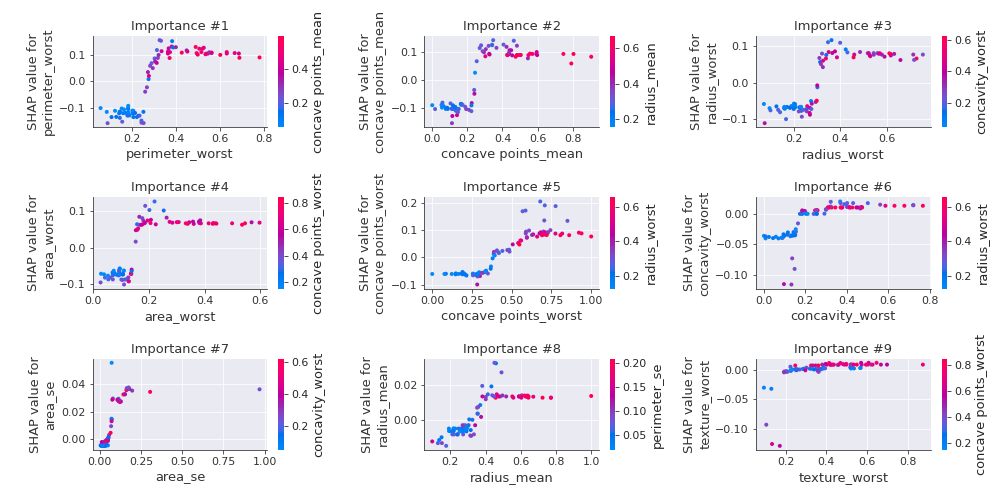 Importance #1
SHAP value for
perimeter_worst
0.1
0.0
−0.1
0.2
0.4
0.6
0.8
perimeter_worst
0.4
0.2
concave points_mean
Importance #2
SHAP value for
concave points_mean
0.1
0.0
−0.1
0.0
0.2
0.4
0.6
0.8
concave points_mean
0.6
0.4
0.2
radius_mean
Importance #3
SHAP value for
radius_worst
0.1
0.0
−0.1
0.2
0.4
0.6
radius_worst
0.6
0.4
0.2
concavity_worst
Importance #4
SHAP value for
area_worst
0.1
0.0
−0.1
0.0
0.2
0.4
0.6
area_worst
0.8
0.6
0.4
0.2
concave points_worst
Importance #5
SHAP value for
concave points_worst
0.2
0.1
0.0
−0.1
0.00
0.25
0.50
0.75
1.00
concave points_worst
0.6
0.4
0.2
radius_worst
Importance #6
SHAP value for
concavity_worst
0.00
−0.05
−0.10
0.0
0.2
0.4
0.6
0.8
concavity_worst
0.6
0.4
0.2
radius_worst
Importance #7
SHAP value for
area_se
0.04
0.02
0.00
0.00
0.25
0.50
0.75
1.00
area_se
0.6
0.4
0.2
concavity_worst
Importance #8
SHAP value for
radius_mean
0.02
0.00
0.2
0.4
0.6
0.8
1.0
radius_mean
0.20
0.15
0.10
0.05
perimeter_se
Importance #9
SHAP value for
texture_worst
0.00
−0.05
−0.10
0.2
0.4
0.6
0.8
texture_worst
0.8
0.6
0.4
0.2
concave points_worst